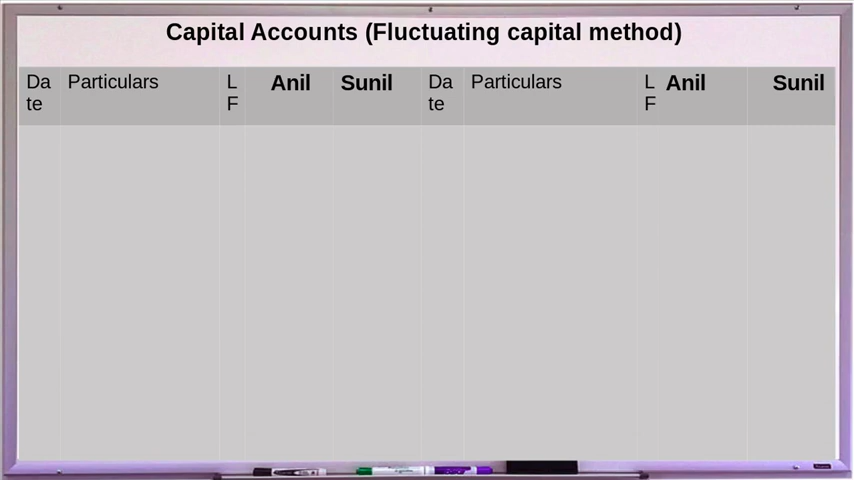 Capital Accounts (Fluctuating capital method)
Da Particulars L Anil Sunil Da Particulars L Anil Sunil
te F te F